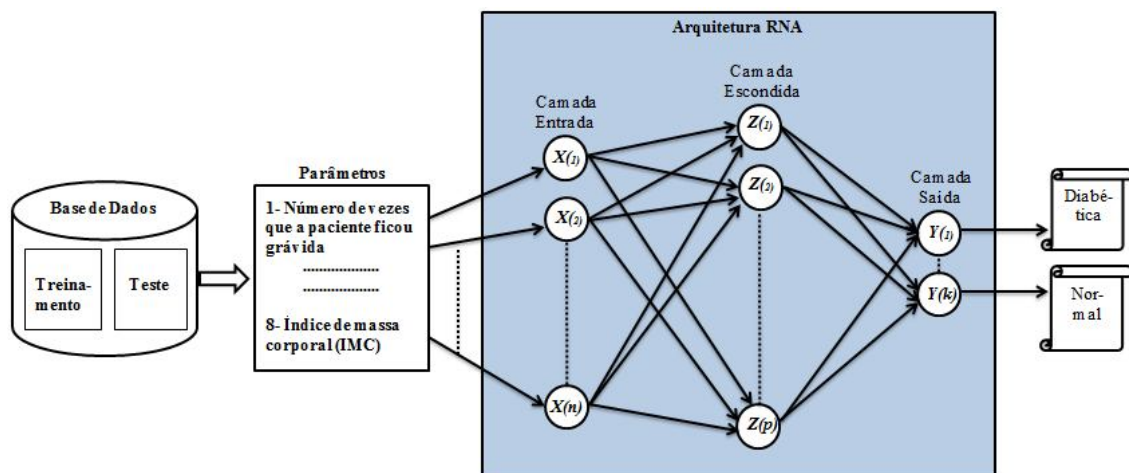 Arquitetura RNA
Camada
Entrada
Camada
Escondida
Camada
Saída
Base de Dados
Treina-
mento
Teste
Parâmetros
1- Número de vezes
que a paciente ficou
grávida
....................
....................
8- Índice de massa
corporal (IMC)
X(1)
X(2)
X(n)
Z(1)
Z(2)
Z(p)
Y(1)
Y(k)
Diabé-
tica
Nor-
mal